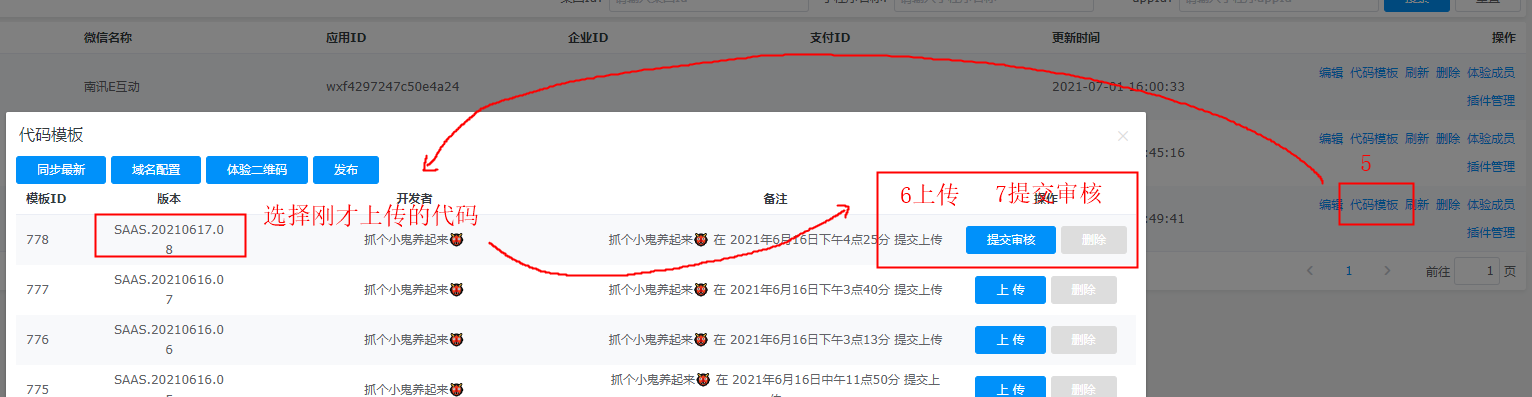 微信名称 应用ID 企业ID 支付ID 更新时间 操作
南讯E互动 wxf4297247c50e4a24 2021-07-01 16:00:33 编辑 代码模板 刷新 删除 体验成员
插件管理
代码模板
:45:16 编辑 代码模板 刷新 删除 体验成员
同步最新 域名配置 体验二维码 发布
插件管理
5
模板ID 版本 开发者 备注 操作
6上传 7提交审核
选择刚才上传的代码
:49:41 编辑 代码模板 刷新 删除 体验成员
插件管理
778 SAAS.20210617.0
8 抓个小鬼养起来 抓个小鬼养起来 在 2021年6月16日下午4点25分 提交上传 提交审核 删除
1 前往 1 页
777 SAAS.20210616.0
7 抓个小鬼养起来 抓个小鬼养起来 在 2021年6月16日下午3点40分 提交上传 上 传 删除
776 SAAS.20210616.0
6 抓个小鬼养起来 抓个小鬼养起来 在 2021年6月16日下午3点13分 提交上传 上 传 删除
775 SAAS.20210616.0
抓个小鬼养起来 抓个小鬼养起来 在 2021年6月16日中午11点50分 提交上 上 传 删除